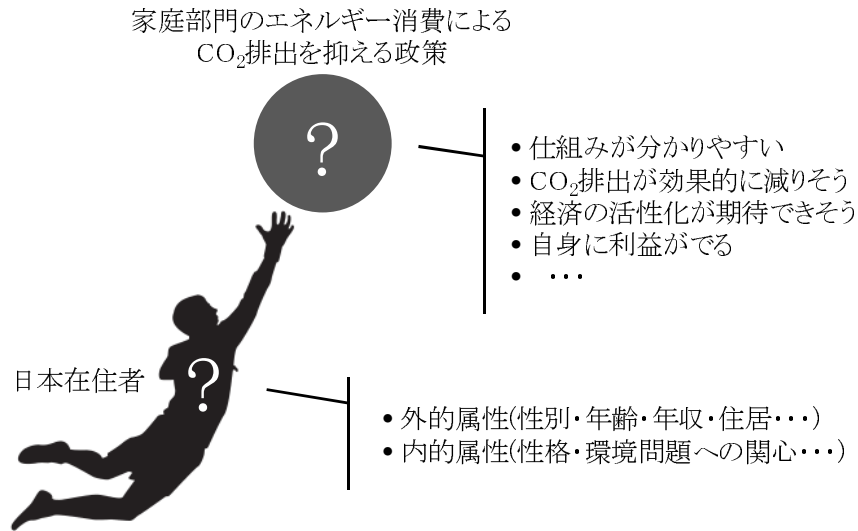 家庭部門のエネルギー消費による
CO₂排出を抑える政策
?
• 仕組みが分かりやすい
• CO₂排出が効果的に減りそう
• 経済の活性化が期待できそう
• 自身に利益がでる
• ・・・
日本在住者
?
• 外的属性(性別・年齢・年収・住居・・・)
• 内的属性(性格・環境問題への関心・・・)